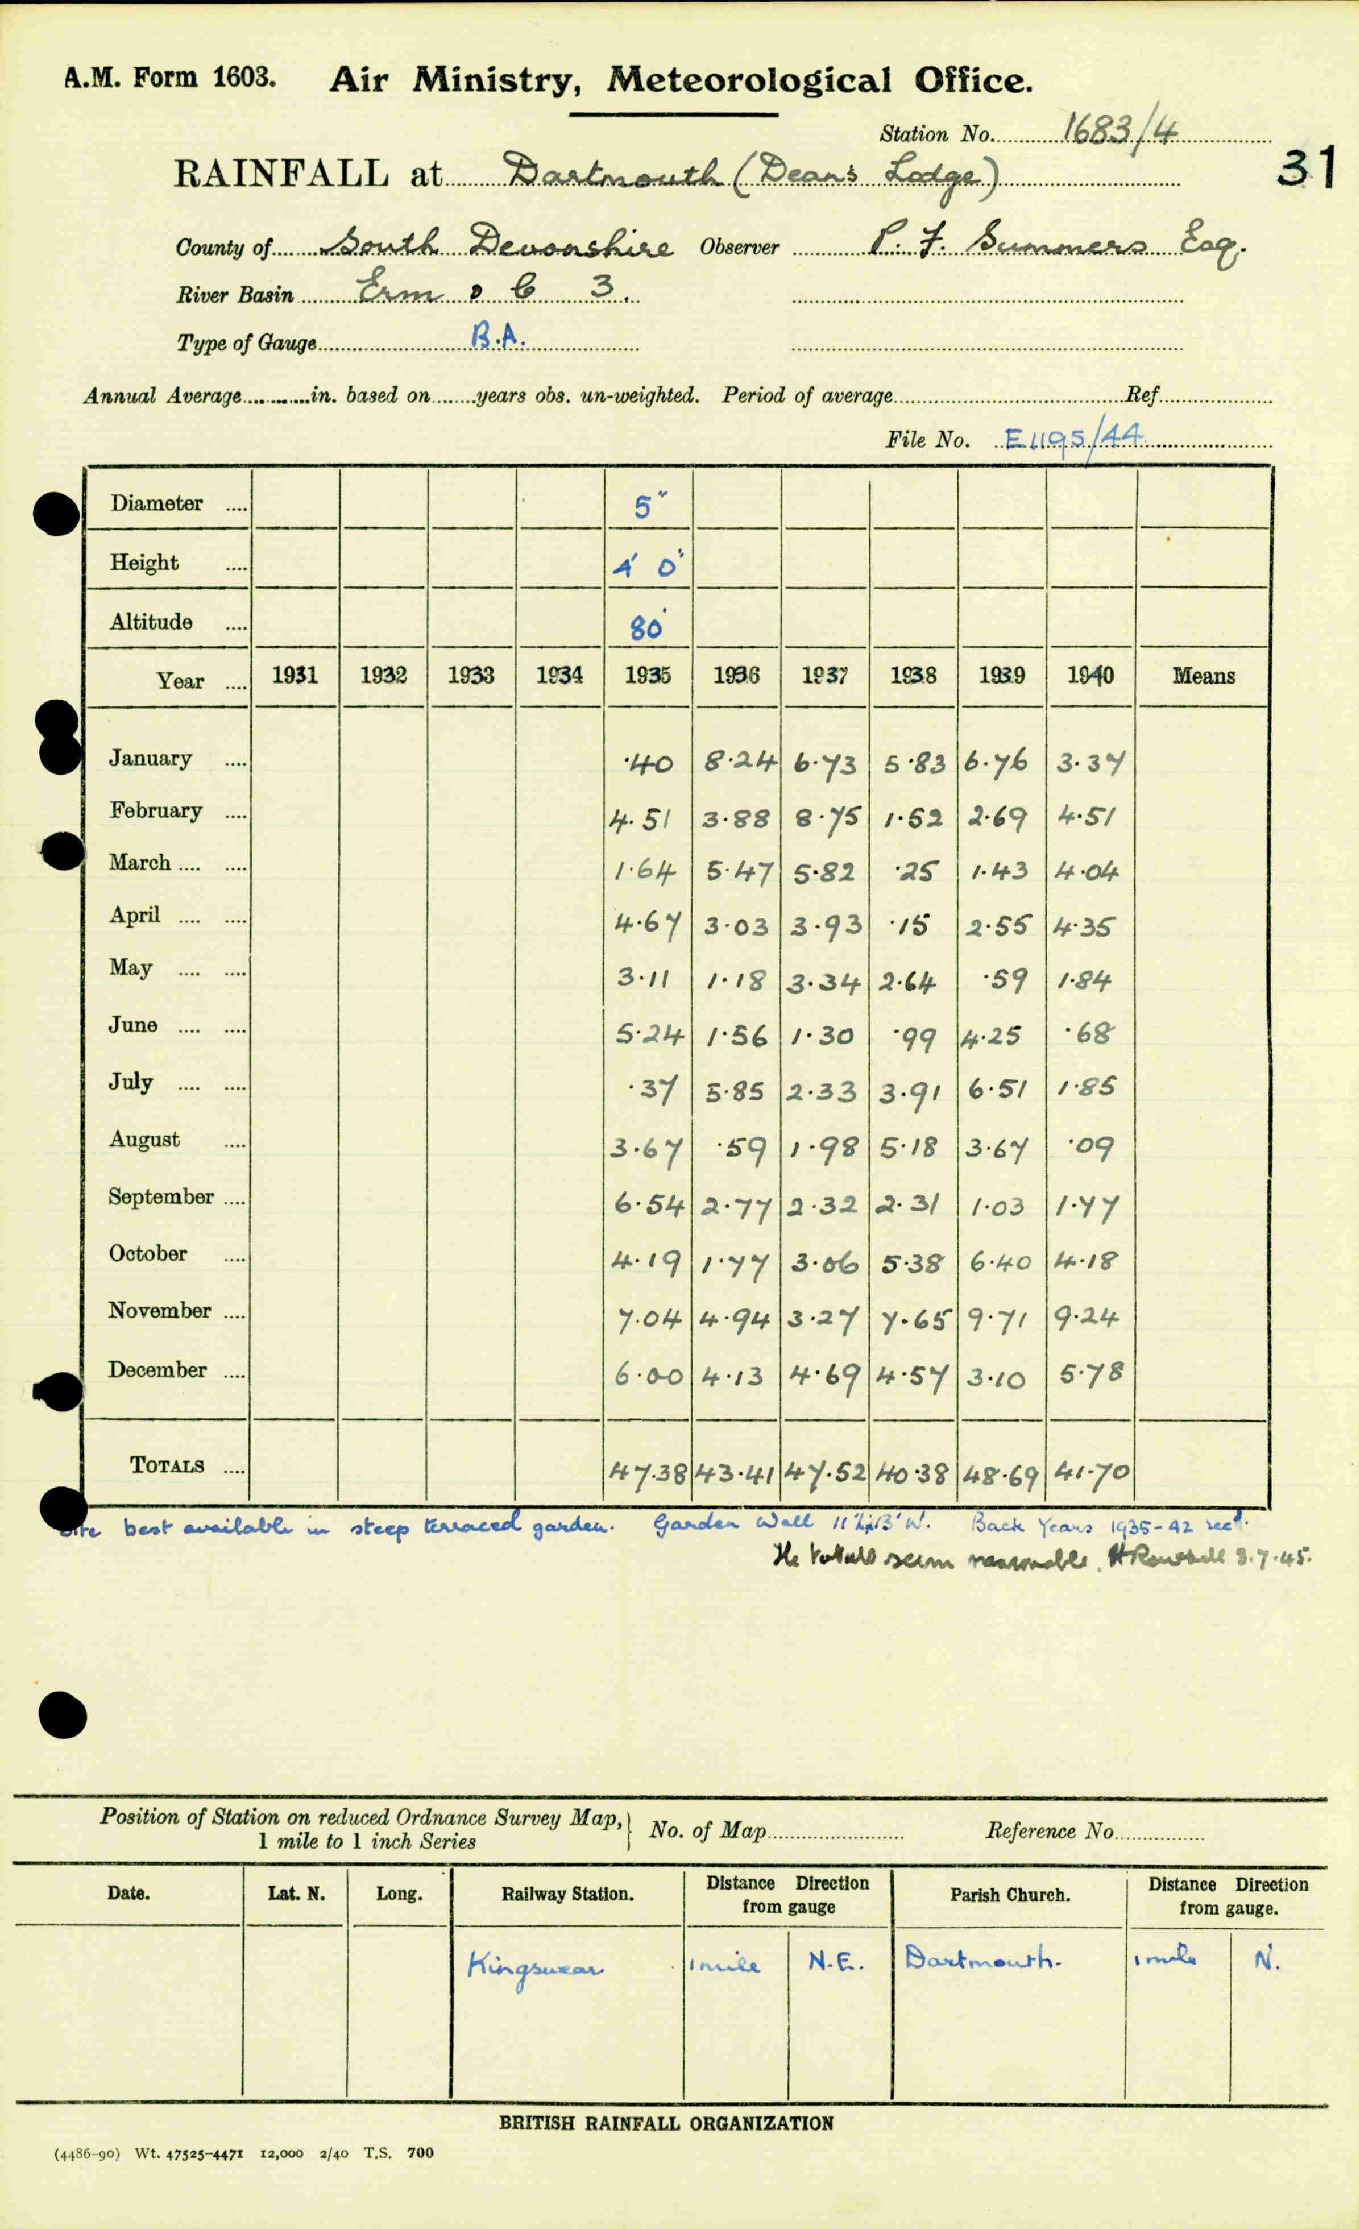 A.M. Form 1603. Air Ministry, Meteorological Office.
Station No. 1683/4
31
RAINFALL at Dartmouth (Dean's Lodge)
County of South Devonshire Observer P. F. Summers Esq.
River Basin Erm 3.
Type of Gauge B.A.
Annual Average in. based on years obs. un-weighted. Period of average Ref.
File No. E1195/44
Diameter 5"
Height 4' 0"
Altitude 80'
Year 1931 1932 1933 1934 1935 1936 1937 1938 1939 1940 Means
January ·40 8·24 6·73 5·83 6·76 3·37
February 4·51 3·88 8·75 1·52 2·69 4·51
March 1·64 5·47 5·82 ·25 1·43 4·04
April 4·67 3·03 3·93 ·15 2·55 4·35
May 3·11 1·18 3·34 2·64 ·59 1·84
June 5·24 1·56 1·30 ·99 4·25 ·68
July ·37 5·85 2·33 3·91 6·51 1·85
August 3·67 ·59 1·98 5·18 3·67 ·09
September 6·54 2·77 2·32 2·31 1·03 1·77
October 4·19 1·77 3·06 5·38 6·40 4·18
November 7·04 4·94 3·27 7·65 9·71 9·24
December 6·00 4·13 4·69 4·57 3·10 5·78
TOTALS 47·38 43·41 47·52 40·38 48·69 41·70
Site best available in steep terraced garden. Garden Wall 11' 13' W. Back Years 1935-42 recd.
The totals seem reasonable. 8.7.45.
Position of Station on reduced Ordnance Survey Map, } No. of Map Reference No.
1 mile to 1 inch Series
Date. Lat. N. Long. Railway Station. Distance Direction from gauge Parish Church. Distance Direction from gauge.
Kingswear 1 mile N.E. Dartmouth. 1 mile N.
BRITISH RAINFALL ORGANIZATION
(4486-90) Wt. 47525-4471 12,000 2/40 T.S. 700